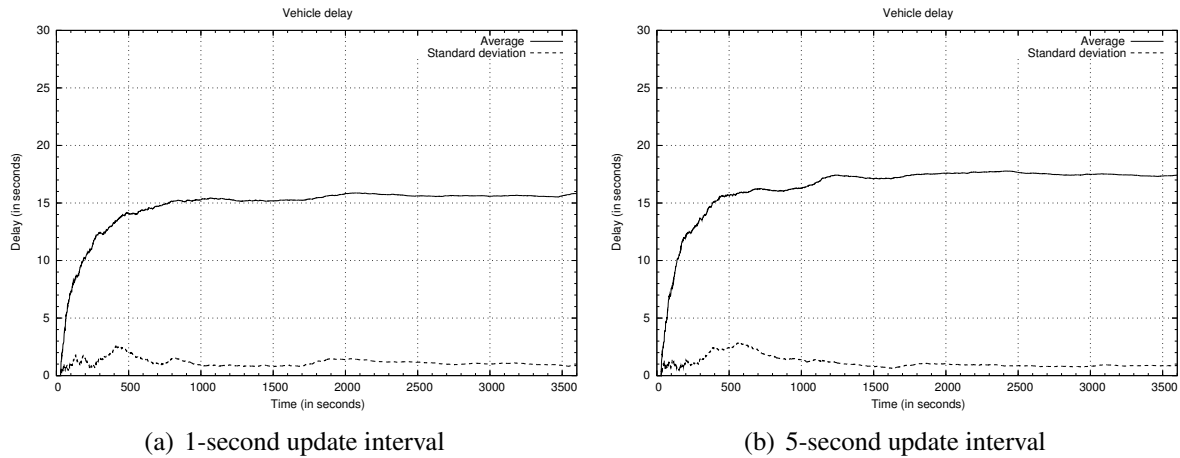 Vehicle delay
30
25
20
15
10
5
0
Delay (in seconds)
Average
Standard deviation
0 500 1000 1500 2000 2500 3000 3500
Time (in seconds)
(a) 1-second update interval
Vehicle delay
30
25
20
15
10
5
0
Delay (in seconds)
Average
Standard deviation
0 500 1000 1500 2000 2500 3000 3500
Time (in seconds)
(b) 5-second update interval